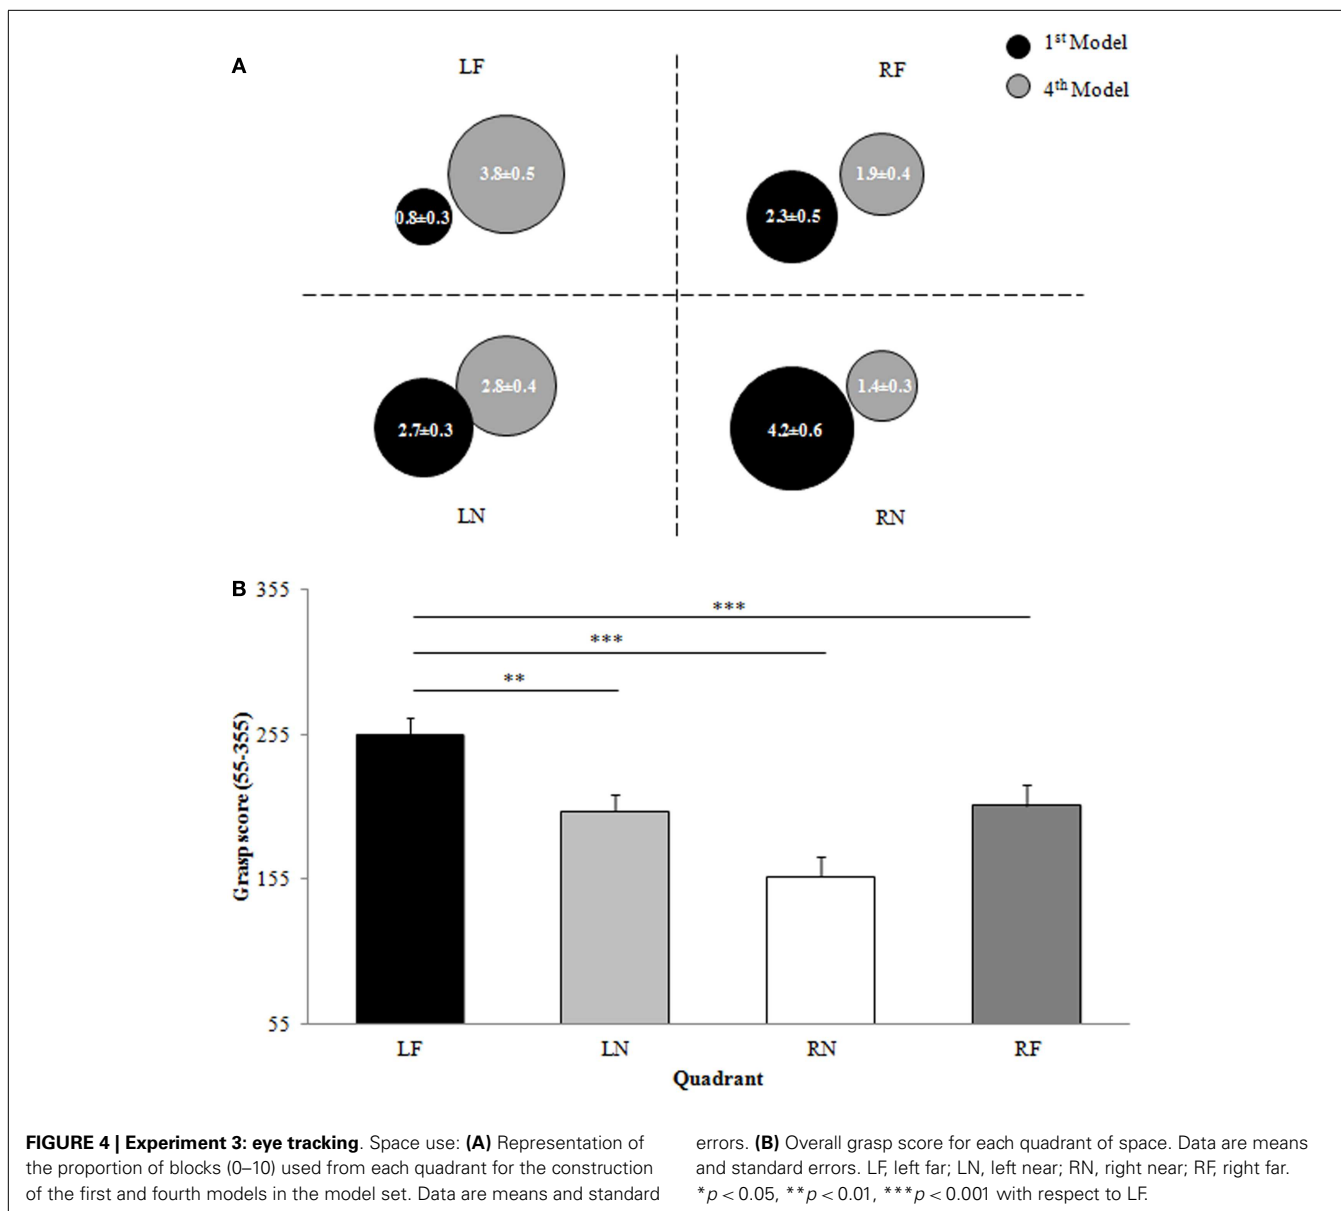 A
LF
RF
1st Model
4th Model
3.8±0.5
0.8±0.3
1.9±0.4
2.3±0.5
2.8±0.4
2.7±0.3
1.4±0.3
4.2±0.6
LN
RN
B
355
255
155
55
Grasp score (55-355)
***
***
**
LF LN RN RF
Quadrant
FIGURE 4 | Experiment 3: eye tracking. Space use: (A) Representation of
the proportion of blocks (0–10) used from each quadrant for the construction
of the first and fourth models in the model set. Data are means and standard
errors. (B) Overall grasp score for each quadrant of space. Data are means
and standard errors. LF, left far; LN, left near; RN, right near; RF, right far.
*p < 0.05, **p < 0.01, ***p < 0.001 with respect to LF.